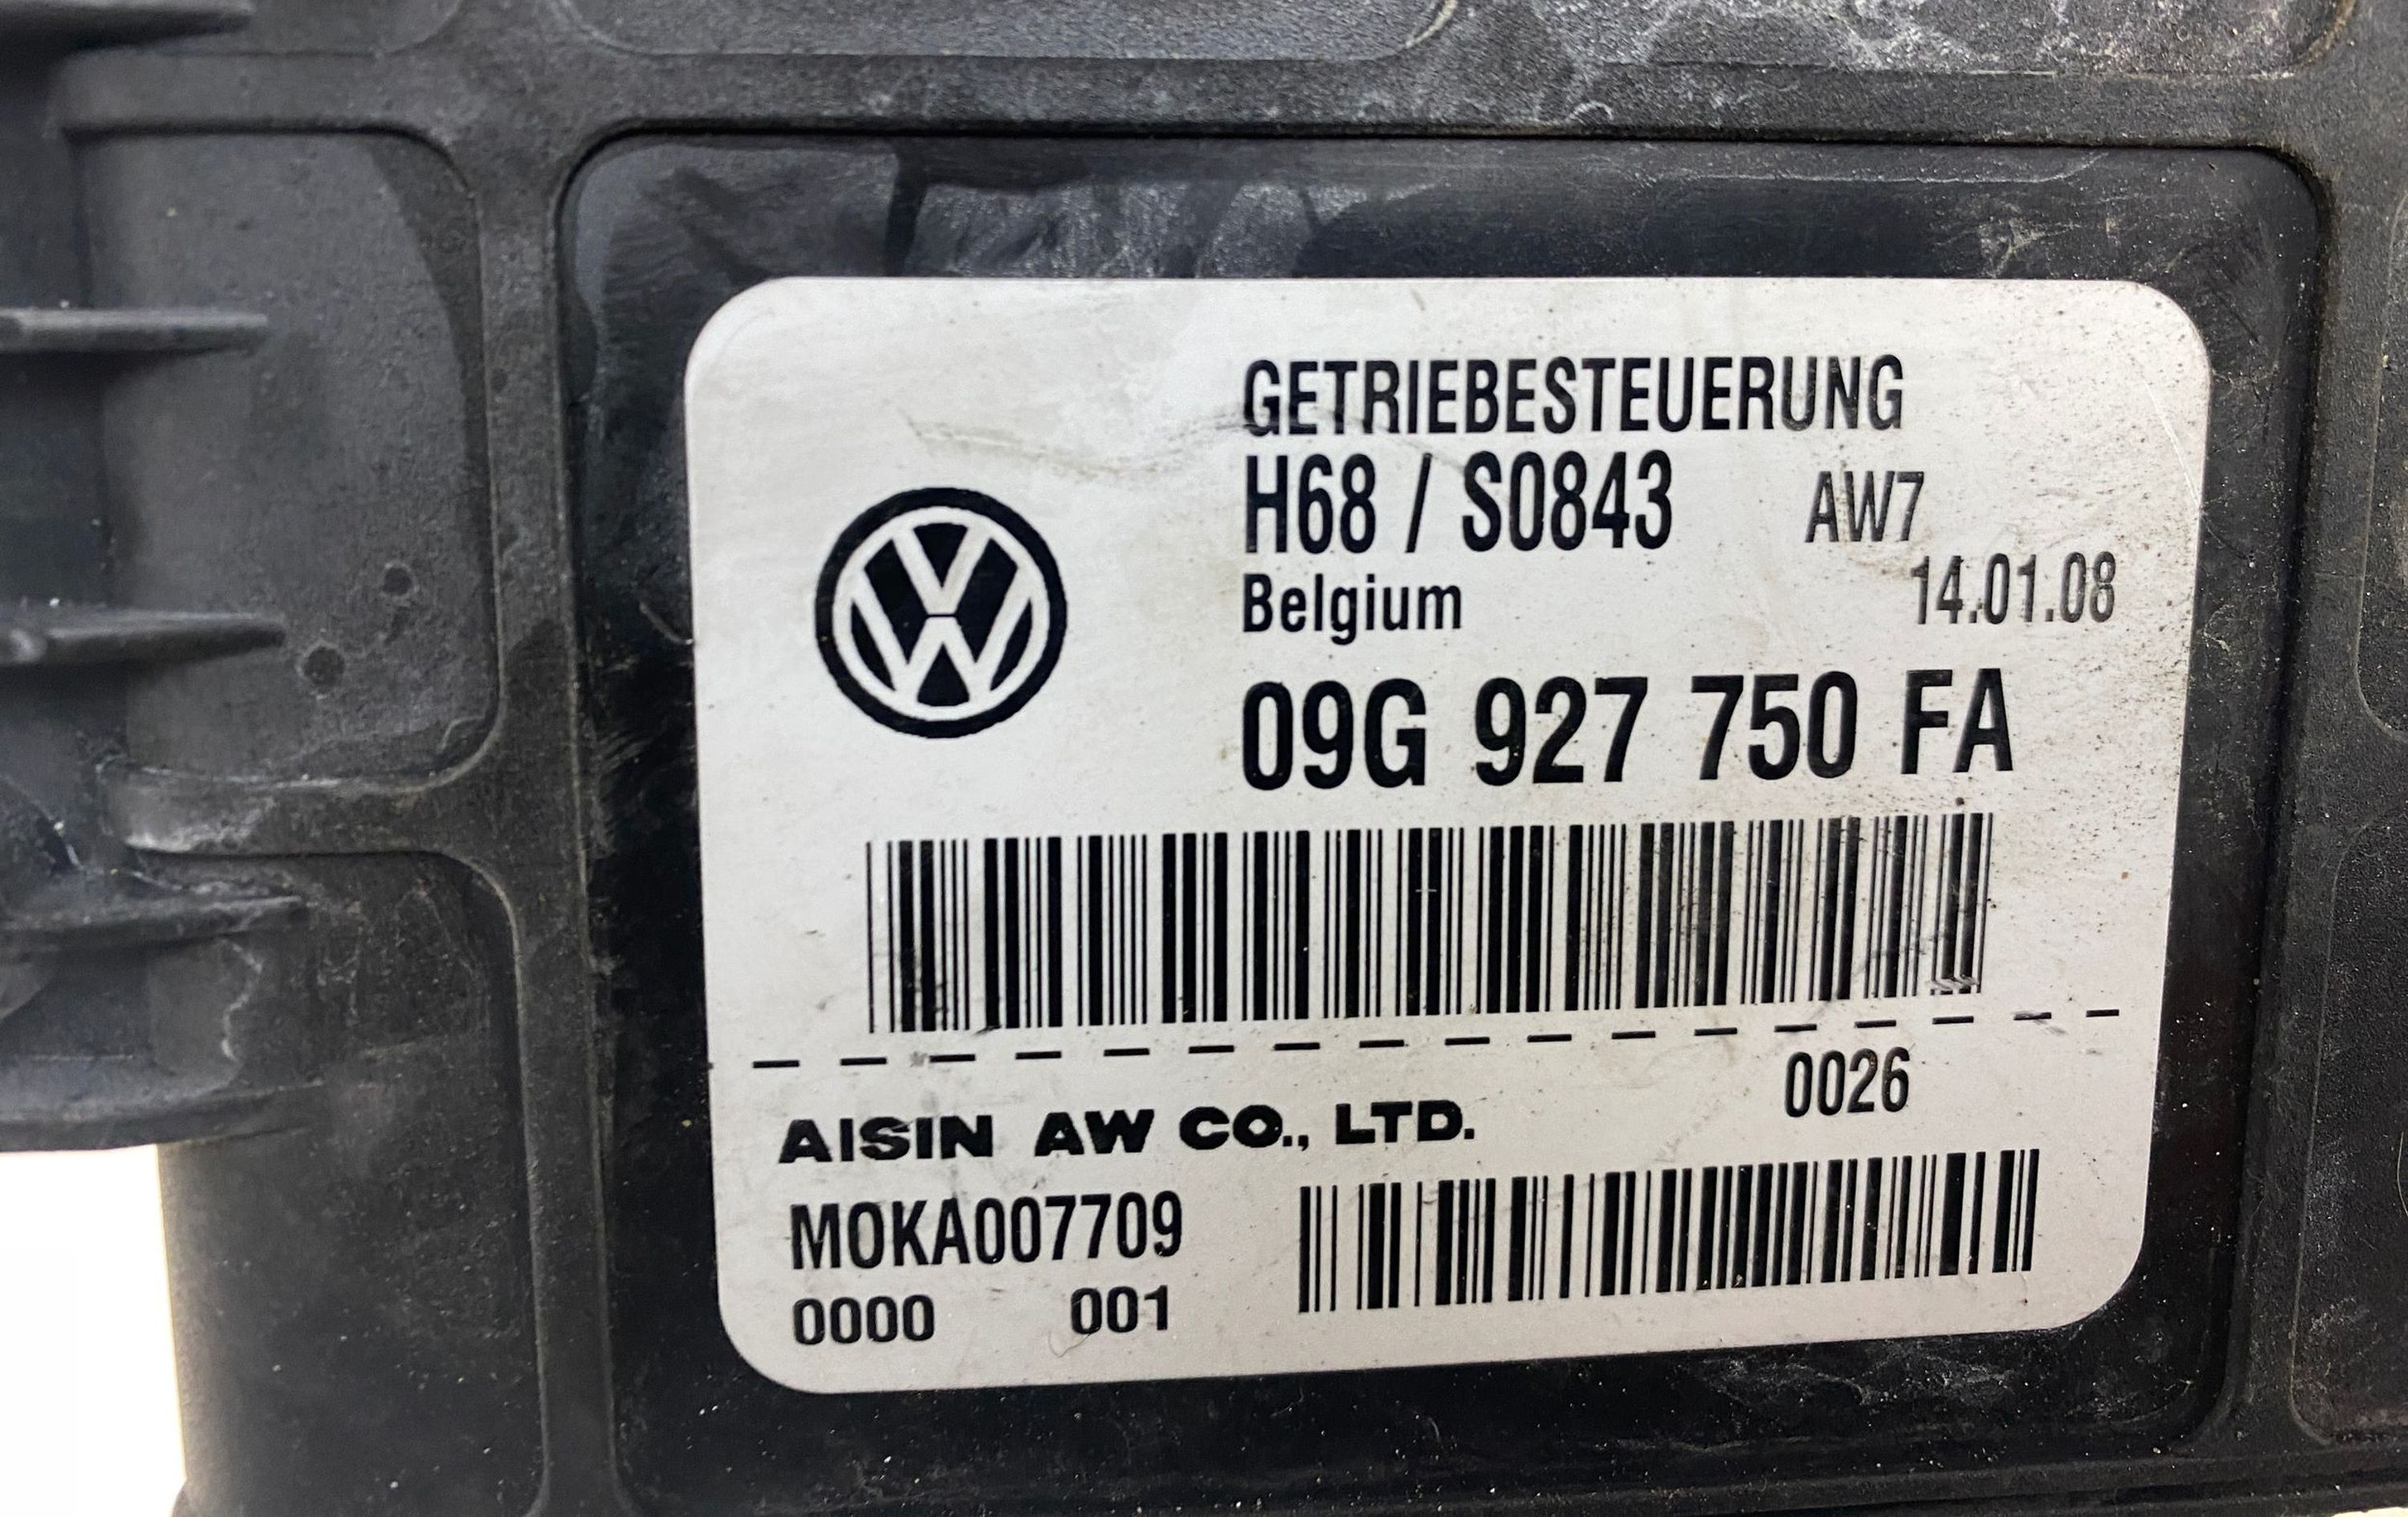 GETRIEBESTEUERUNG
H68 / S0843 AW7
Belgium 14.01.08
09G 927 750 FA
0026
AISIN AW CO., LTD.
MOKA007709
0000 001